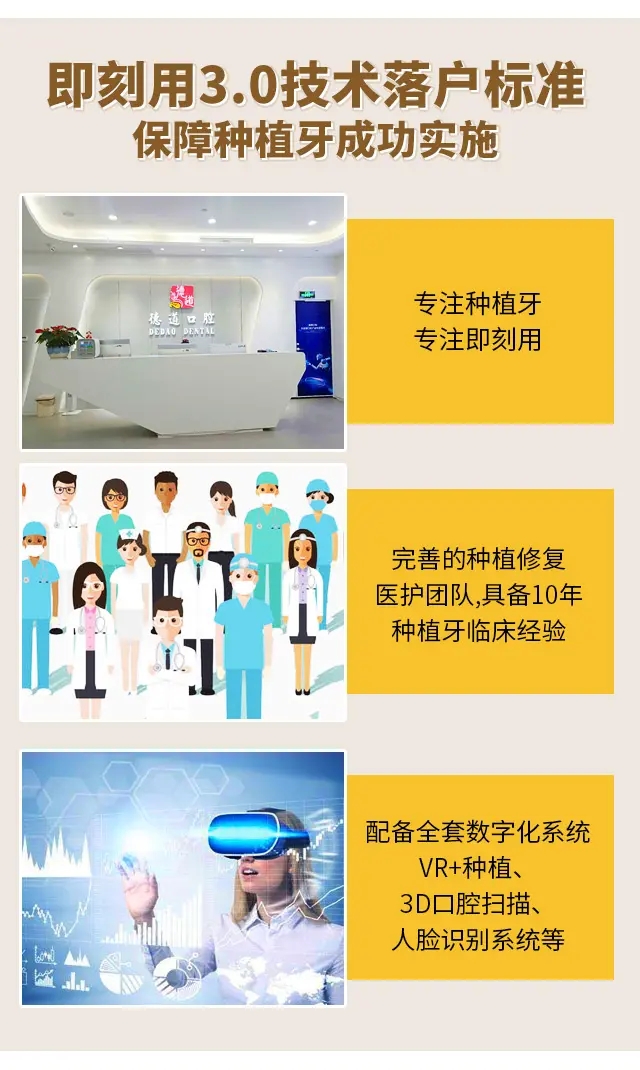 即刻用3.0技术落户标准
保障种植牙成功实施
德道口腔
DEDAO DENTAL
专注种植牙
专注即刻用
完善的种植修复
医护团队,具备10年
种植牙临床经验
配备全套数字化系统
VR+种植、
3D口腔扫描、
人脸识别系统等